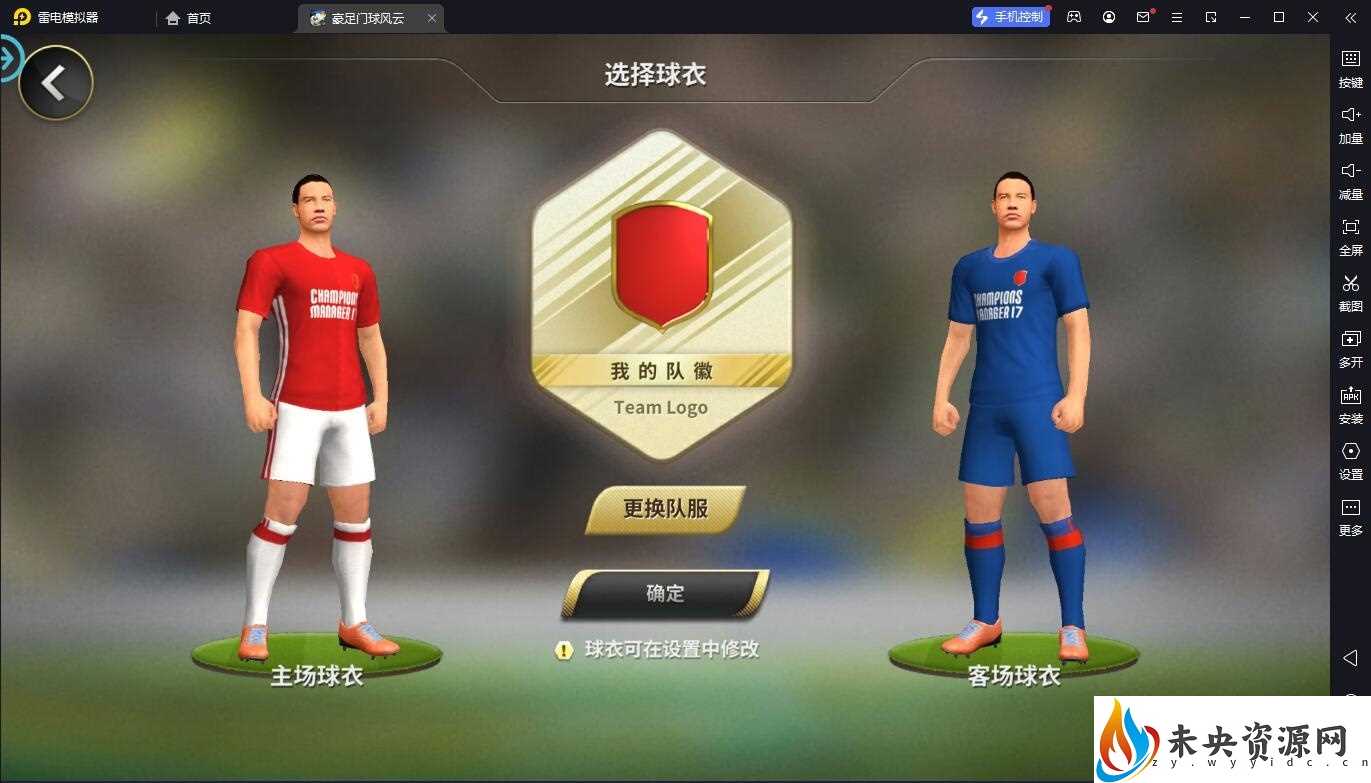 雷电模拟器
首页
豪足门球风云
手机控制
选择球衣
按键
加量
减量
全屏
截图
多开
安装
设置
更多
CHAMPIONS
MANAGER 17
我的队徽
Team Logo
CHAMPIONS
MANAGER 17
更换队服
确定
球衣可在设置中修改
主场球衣
客场球衣
未央资源网
zy.wyyidc.cn